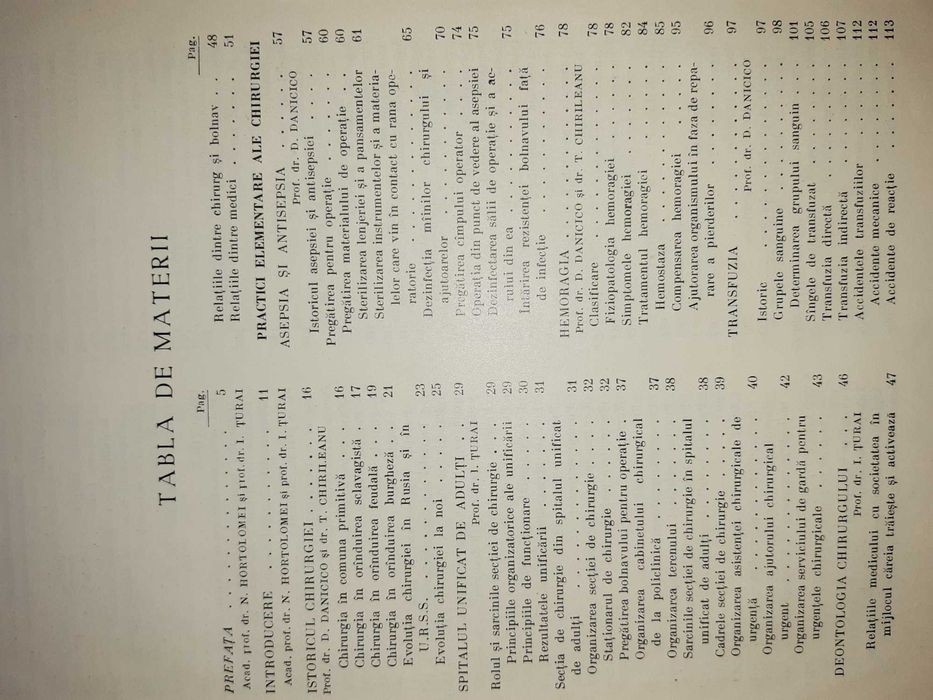 TABLA DE MATERII
Pag.
PREFAȚA . . . . . . . . . . . . 5
Acad. prof. dr. N. HORTOLOMEI și prof. dr. I. ȚURAI
INTRODUCERE . . . . . . . . . 11
Acad. prof. dr. N. HORTOLOMEI și prof. dr. I. ȚURAI
ISTORICUL CHIRURGIEI . . . . . 16
Prof. dr. D. DANICICO și dr. T. CHIRILEANU
Chirurgia în comuna primitivă . . . 16
Chirurgia în orînduirea sclavagistă . 17
Chirurgia în orînduirea feudală . . . 19
Chirurgia în orînduirea burgheză . . 21
Evoluția chirurgiei în Rusia și în
U.R.S.S. . . . . . . . . . . . 23
Evoluția chirurgiei la noi . . . . . 25
SPITALUL UNIFICAT DE ADULȚI . . 29
Prof. dr. I. ȚURAI
Rolul și sarcinile secției de chirurgie . . 29
Principiile organizatorice ale unificării 29
Principiile de funcționare . . . . . 30
Rezultatele unificării . . . . . . . 31
Secția de chirurgie din spitalul unificat
de adulți . . . . . . . . . . . 31
Organizarea secției de chirurgie . . . 32
Staționarul de chirurgie . . . . . . 32
Pregătirea bolnavului pentru operație . 37
Organizarea cabinetului chirurgical
de la policlinică . . . . . . . . 37
Organizarea terenului . . . . . . . 38
Sarcinile secției de chirurgie în spitalul
unificat de adulți . . . . . . . . 38
Cadrele secției de chirurgie . . . . . 39
Organizarea asistenței chirurgicale de
urgență . . . . . . . . . . . . 40
Organizarea ajutorului chirurgical
urgent . . . . . . . . . . . . 42
Organizarea serviciului de gardă pentru
urgențele chirurgicale . . . . . . 43
DEONTOLOGIA CHIRURGULUI . . . 46
Prof. dr. I. ȚURAI
Relațiile medicului cu societatea în
mijlocul căreia trăiește și activează 47
Pag.
Relațiile dintre chirurg și bolnav . . 48
Relațiile dintre medici . . . . . . 51
PRACTICI ELEMENTARE ALE CHIRURGIEI
ASEPSIA ȘI ANTISEPSIA . . . . . 57
Prof. dr. D. DANICICO
Istoricul asepsiei și antisepsiei . . . . 57
Pregătirea pentru operație . . . . . . 60
Pregătirea materialului de operație . . 60
Sterilizarea lenjeriei și a pansamentelor 61
Sterilizarea instrumentelor și a materia-
lelor care vin în contact cu rana ope-
ratorie . . . . . . . . . . . . 65
Dezinfecția mîinilor chirurgului și
ajutoarelor . . . . . . . . . . . 70
Pregătirea cîmpului operator . . . . 74
Operația din punct de vedere al asepsiei 75
Dezinfectarea sălii de operație și a ae-
rului din ea . . . . . . . . . . 75
Întărirea rezistenței bolnavului față
de infecție . . . . . . . . . . . 76
HEMORAGIA . . . . . . . . . . . 78
Prof. dr. D. DANICICO și dr. T. CHIRILEANU
Clasificare . . . . . . . . . . . . 78
Fiziopatologia hemoragiei . . . . . 78
Simptomele hemoragiei . . . . . . 82
Tratamentul hemoragiei . . . . . . 84
Hemostaza . . . . . . . . . . . 85
Compensarea hemoragiei . . . . . 95
Ajutorarea organismului în faza de repa-
rare a pierderilor . . . . . . . . 96
TRANSFUZIA . . . . . . . . . . 97
Prof. dr. D. DANICICO
Istoric . . . . . . . . . . . . . 97
Grupele sanguine . . . . . . . . . 98
Determinarea grupului sanguin . . . 101
Sîngele de transfuzat . . . . . . . 105
Transfuzia directă . . . . . . . . 106
Transfuzia indirectă . . . . . . . 107
Accidentele transfuziilor . . . . . . 112
Accidente mecanice . . . . . . . . 112
Accidente de reacție . . . . . . . . 113